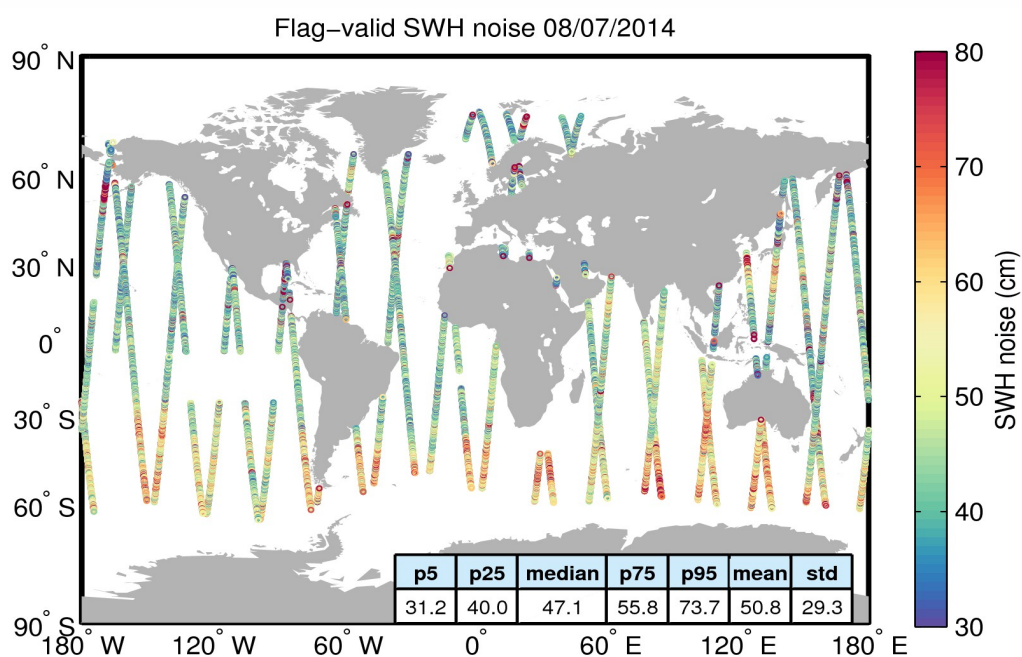 Flag−valid SWH noise 08/07/2014
90° N
60° N
30° N
0°
30° S
60° S
90° S
180° W
120° W
60° W
0°
60° E
120° E
180° E
80
70
60
50
40
30
SWH noise (cm)
p5 p25 median p75 p95 mean std
31.2 40.0 47.1 55.8 73.7 50.8 29.3